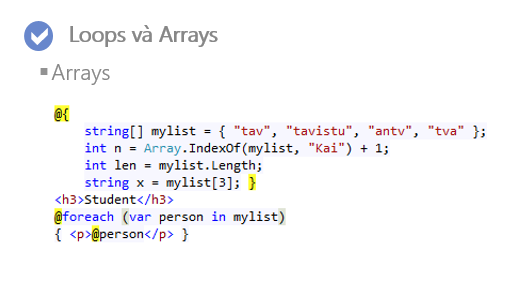 Loops và Arrays
Arrays
@{
string[] mylist = { "tav", "tavistu", "antv", "tva" };
int n = Array.IndexOf(mylist, "Kai") + 1;
int len = mylist.Length;
string x = mylist[3]; }
<h3>Student</h3>
@foreach (var person in mylist)
{ <p>@person</p> }